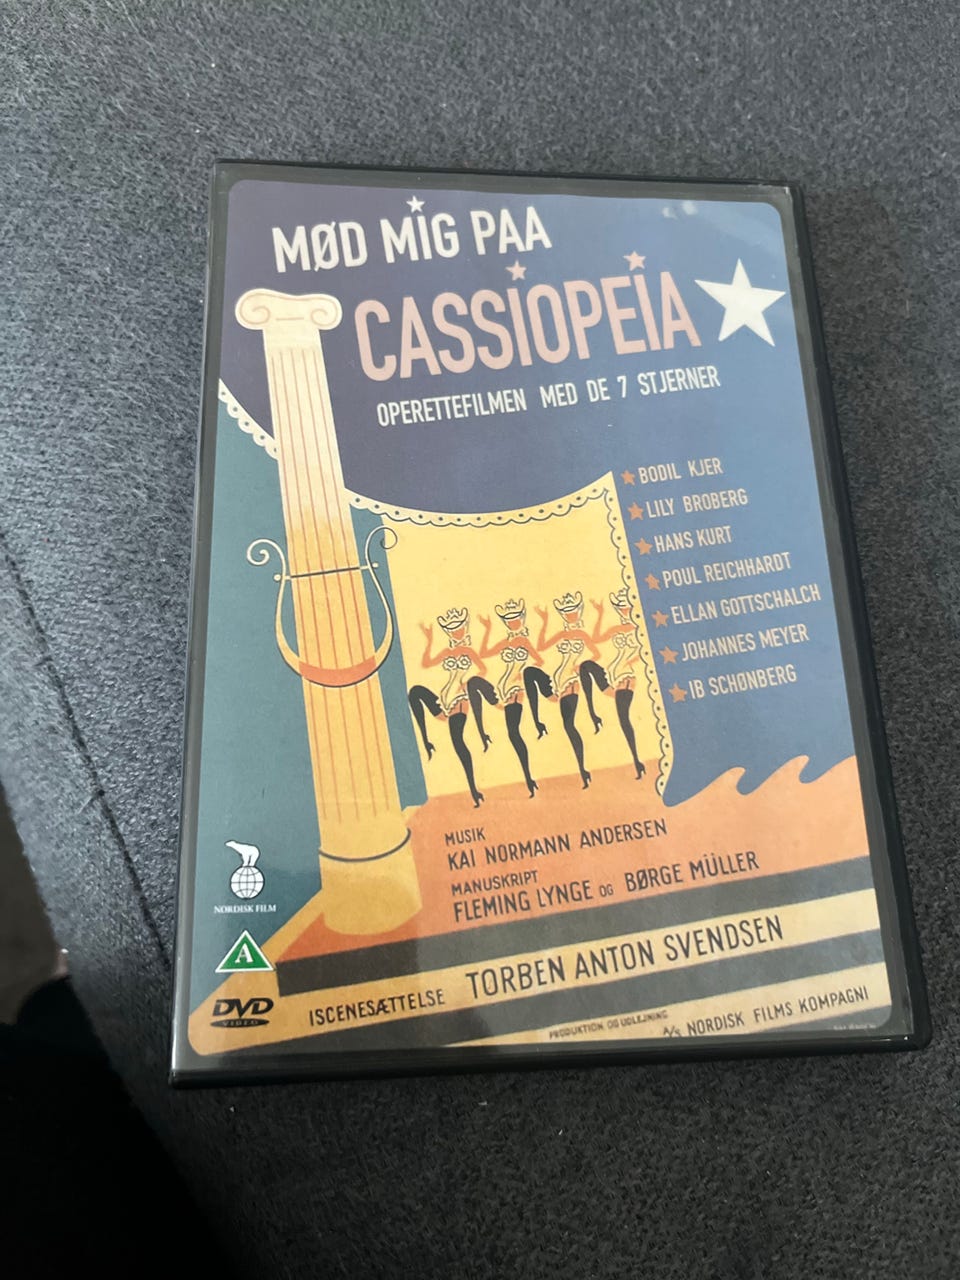 MØD MIG PAA
CASSIOPEIA
OPERETTEFILMEN MED DE 7 STJERNER
BODIL KJER
LILY BROBERG
HANS KURT
POUL REICHHARDT
ELLAN GOTTSCHALCH
JOHANNES MEYER
IB SCHØNBERG
MUSIK
KAI NORMANN ANDERSEN
MANUSKRIPT
FLEMING LYNGE OG BØRGE MÜLLER
NORDISK FILM
A
DVD
VIDEO
ISCENESÆTTELSE TORBEN ANTON SVENDSEN
PRODUKTION OG UDLEJNING A/S NORDISK FILMS KOMPAGNI